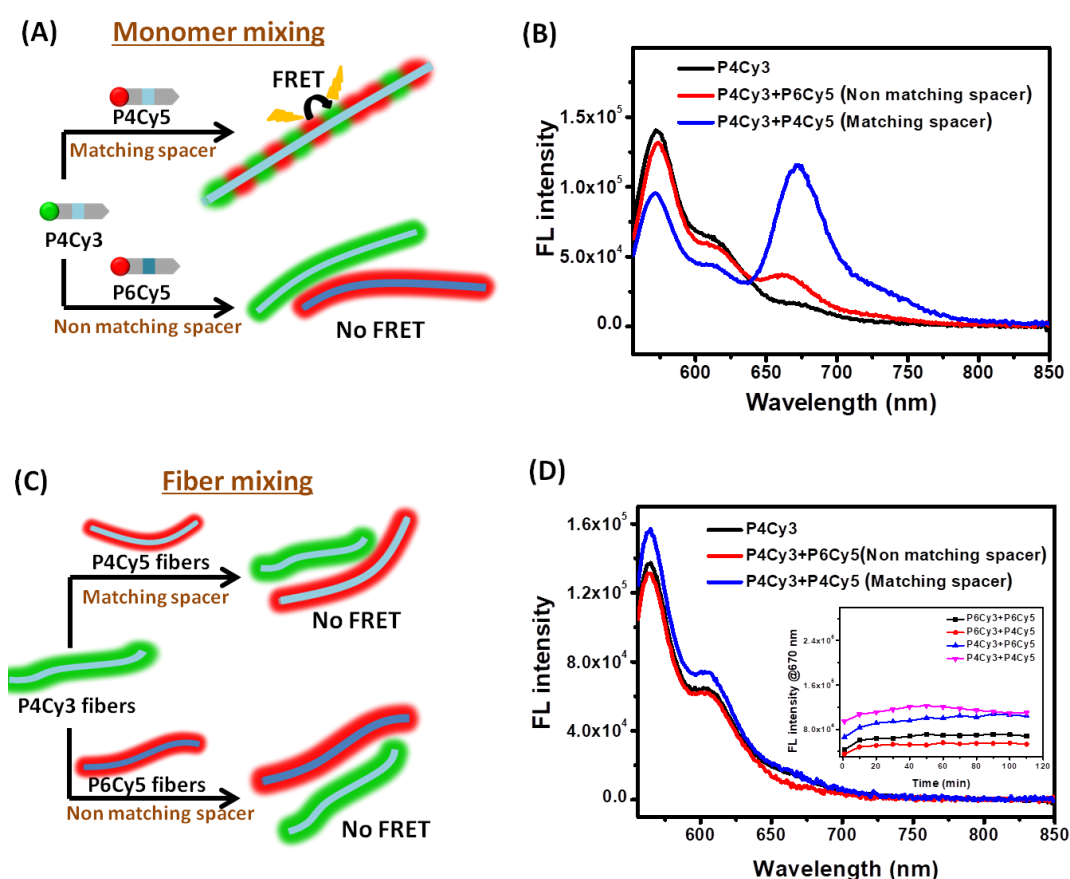 (A)
Monomer mixing
P4Cy5
Matching spacer
FRET
P4Cy3
P6Cy5
Non matching spacer
No FRET
(B)
P4Cy3
P4Cy3+P6Cy5 (Non matching spacer)
P4Cy3+P4Cy5 (Matching spacer)
FL intensity
1.5x10⁵
1.0x10⁵
5.0x10⁴
0.0
600 650 700 750 800 850
Wavelength (nm)
(C)
Fiber mixing
P4Cy5 fibers
Matching spacer
No FRET
P4Cy3 fibers
P6Cy5 fibers
Non matching spacer
No FRET
(D)
P4Cy3
P4Cy3+P6Cy5(Non matching spacer)
P4Cy3+P4Cy5 (Matching spacer)
FL intensity
1.6x10⁵
1.2x10⁵
8.0x10⁴
4.0x10⁴
0.0
600 650 700 750 800 850
Wavelength (nm)
P6Cy3+P6Cy5
P6Cy3+P4Cy5
P4Cy3+P6Cy5
P4Cy3+P4Cy5
FL intensity @670 nm
0 20 40 60 80 100 120
Time (min)